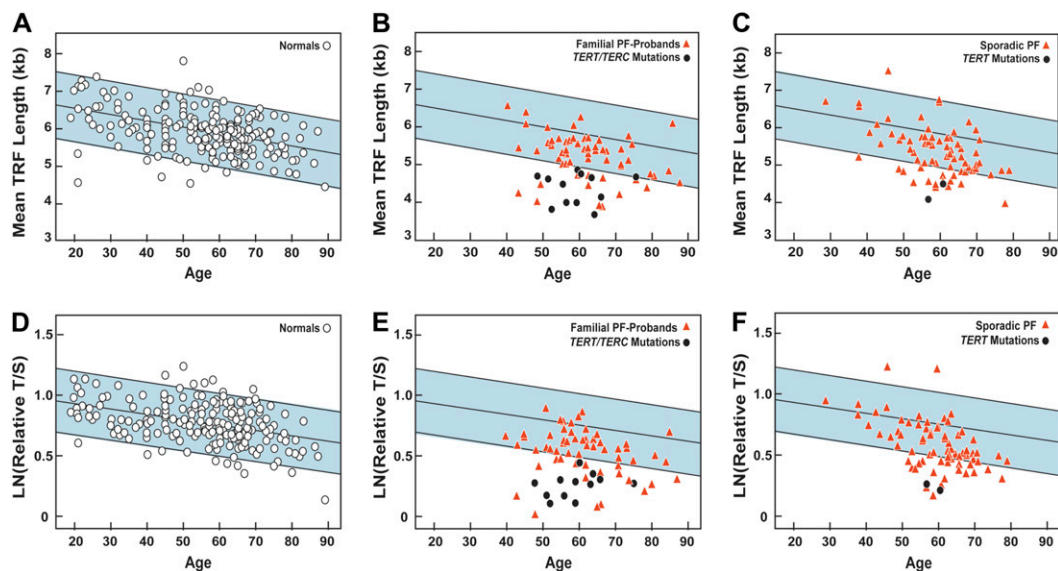 A
Normals
Mean TRF Length (kb)
8
7
6
5
4
3
20 30 40 50 60 70 80 90
Age
B
Familial PF-Probands
TERT/TERC Mutations
Mean TRF Length (kb)
8
7
6
5
4
3
20 30 40 50 60 70 80 90
Age
C
Sporadic PF
TERT Mutations
Mean TRF Length (kb)
8
7
6
5
4
3
20 30 40 50 60 70 80 90
Age
D
Normals
LN(Relative T/S)
1.5
1.0
0.5
0
20 30 40 50 60 70 80 90
Age
E
Familial PF-Probands
TERT/TERC Mutations
LN(Relative T/S)
1.5
1.0
0.5
0
20 30 40 50 60 70 80 90
Age
F
Sporadic PF
TERT Mutations
LN(Relative T/S)
1.5
1.0
0.5
0
20 30 40 50 60 70 80 90
Age